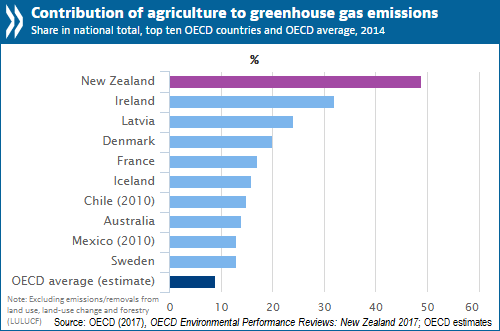 Contribution of agriculture to greenhouse gas emissions
Share in national total, top ten OECD countries and OECD average, 2014
%
New Zealand
Ireland
Latvia
Denmark
France
Iceland
Chile (2010)
Australia
Mexico (2010)
Sweden
OECD average (estimate)
0 10 20 30 40 50 60
Note: Excluding emissions/removals from
land use, land-use change and forestry
(LULUCF)
Source: OECD (2017), OECD Environmental Performance Reviews: New Zealand 2017; OECD estimates